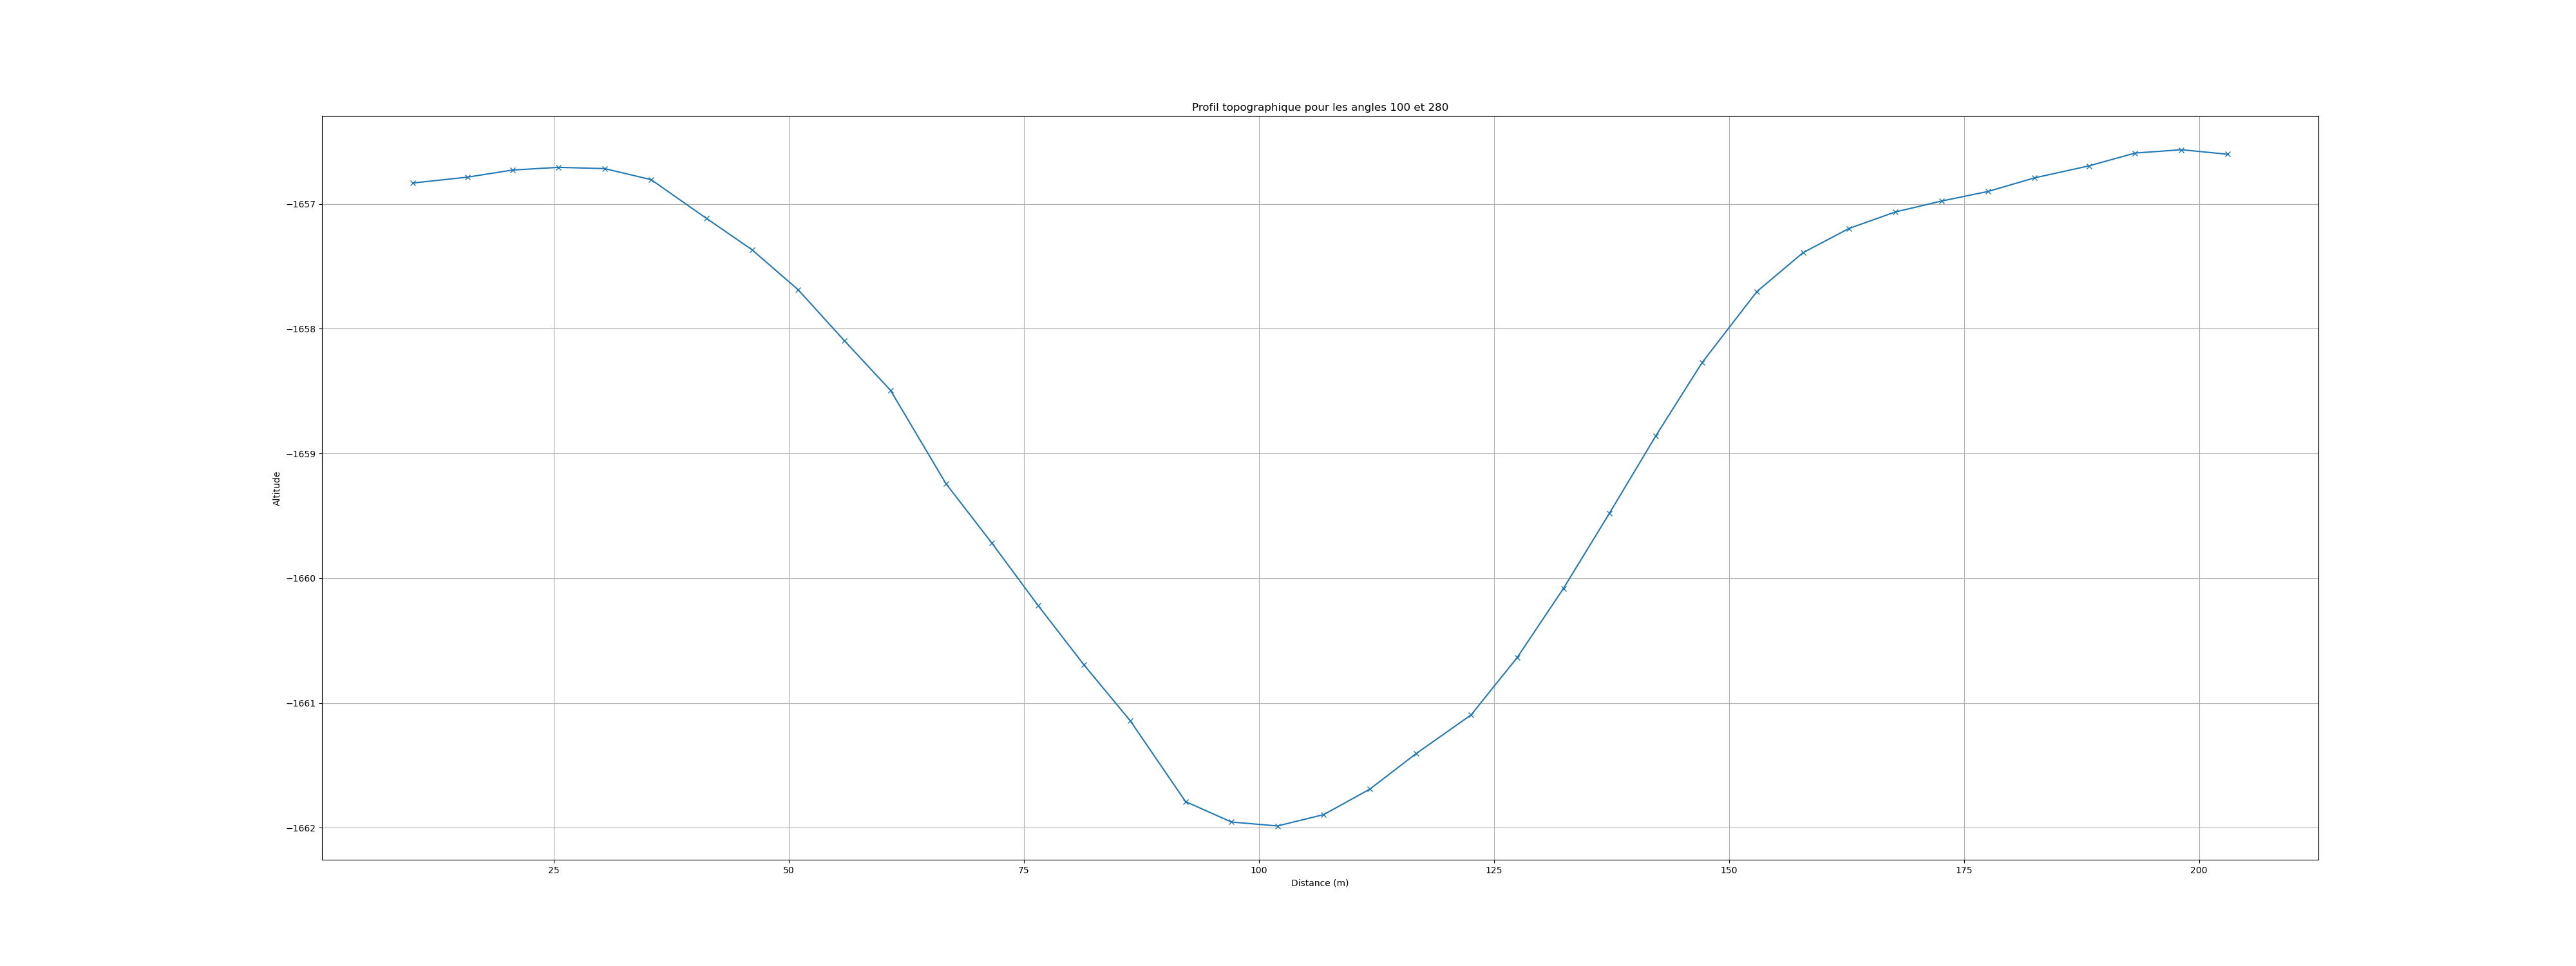 Profil topographique pour les angles 100 et 280
−1657
−1658
−1659
−1660
−1661
−1662
Altitude
25 50 75 100 125 150 175 200
Distance (m)